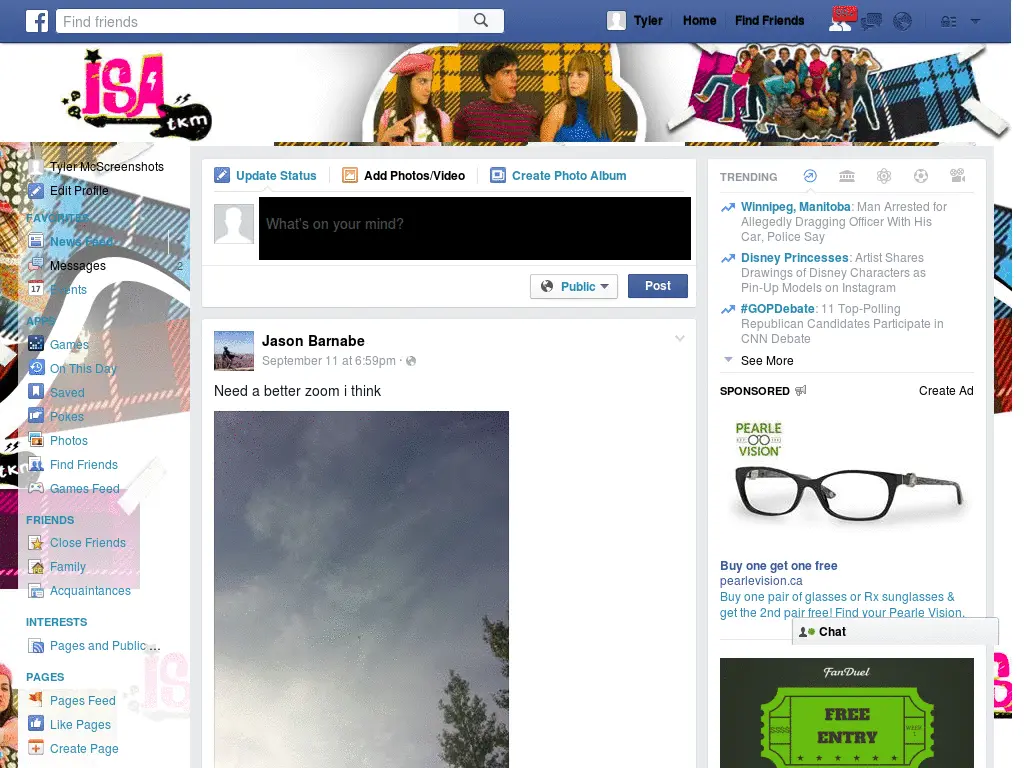 Find friends
Tyler
Home
Find Friends
ISA
tkm
Tyler McScreenshots
Edit Profile
FAVORITES
News Feed
Messages
2
17
Events
APPS
Games
On This Day
Saved
Pokes
Photos
Find Friends
Games Feed
tkm
FRIENDS
Close Friends
Family
Acquaintances
INTERESTS
Pages and Public ...
PAGES
Pages Feed
Like Pages
Create Page
Update Status
Add Photos/Video
Create Photo Album
What's on your mind?
Public
Post
Jason Barnabe
September 11 at 6:59pm ·
Need a better zoom i think
TRENDING
Winnipeg, Manitoba: Man Arrested for
Allegedly Dragging Officer With His
Car, Police Say
Disney Princesses: Artist Shares
Drawings of Disney Characters as
Pin-Up Models on Instagram
#GOPDebate: 11 Top-Polling
Republican Candidates Participate in
CNN Debate
See More
SPONSORED
Create Ad
PEARLE
VISION
Buy one get one free
pearlevision.ca
Buy one pair of glasses or Rx sunglasses &
get the 2nd pair free! Find your Pearle Vision.
Chat
FanDuel
FREE
ENTRY
$$$$
WEEK
1
ISA